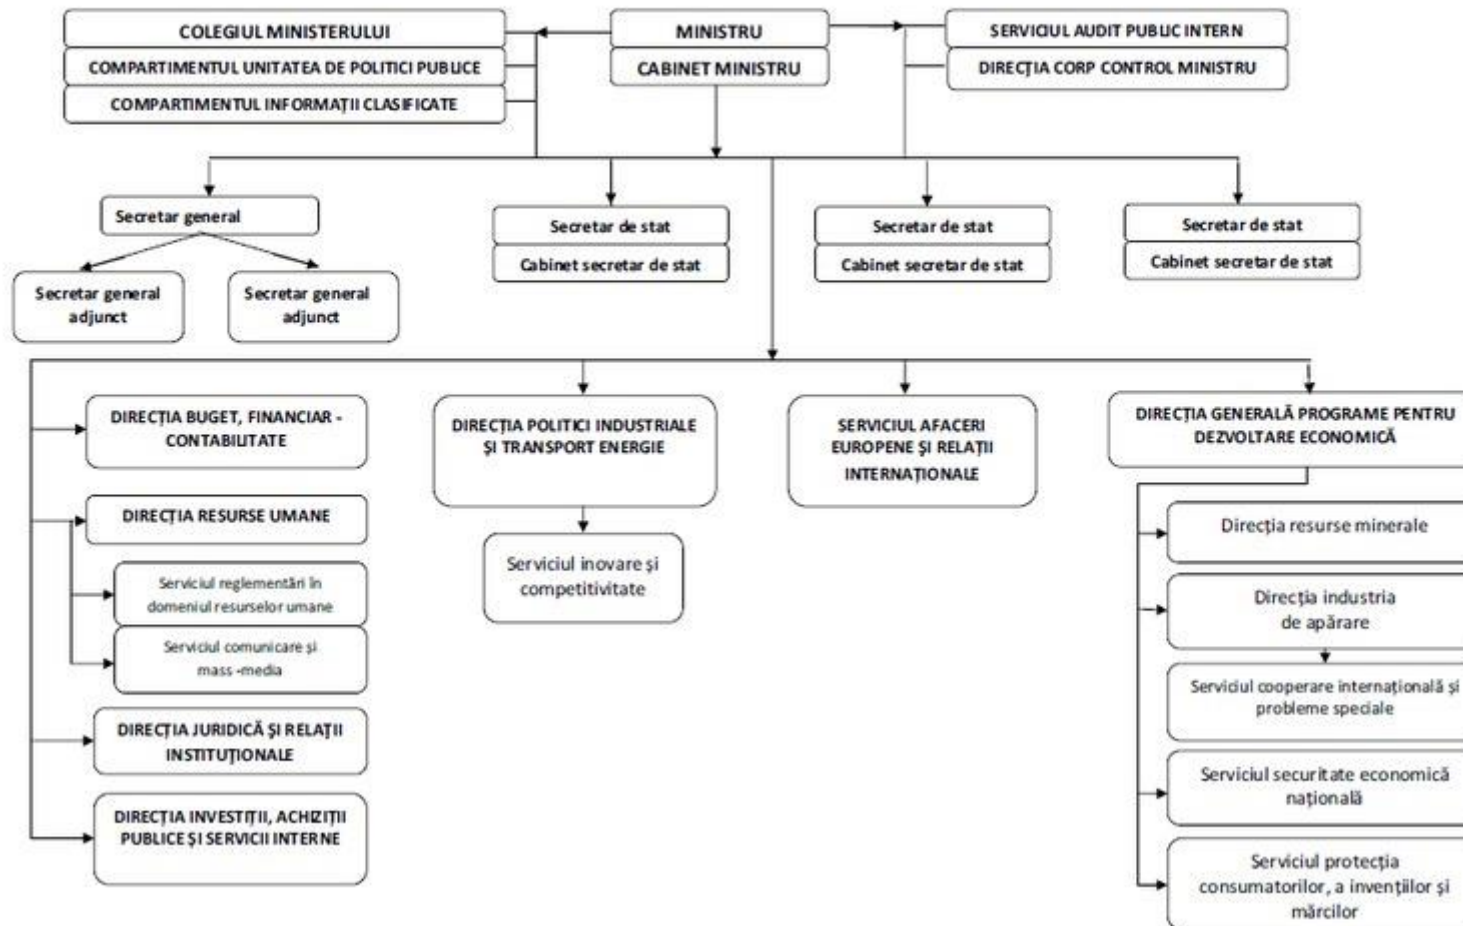 COLEGIUL MINISTERULUI
COMPARTIMENTUL UNITATEA DE POLITICI PUBLICE
COMPARTIMENTUL INFORMAȚII CLASIFICATE
MINISTRU
CABINET MINISTRU
SERVICIUL AUDIT PUBLIC INTERN
DIRECȚIA CORP CONTROL MINISTRU
Secretar general
Secretar general
adjunct
Secretar general
adjunct
Secretar de stat
Cabinet secretar de stat
Secretar de stat
Cabinet secretar de stat
Secretar de stat
Cabinet secretar de stat
DIRECȚIA BUGET, FINANCIAR -
CONTABILITATE
DIRECȚIA RESURSE UMANE
Serviciul reglementări în
domeniul resurselor umane
Serviciul comunicare și
mass -media
DIRECȚIA JURIDICĂ ȘI RELAȚII
INSTITUȚIONALE
DIRECȚIA INVESTIȚII, ACHIZIȚII
PUBLICE ȘI SERVICII INTERNE
DIRECȚIA POLITICI INDUSTRIALE
ȘI TRANSPORT ENERGIE
Serviciul inovare și
competitivitate
SERVICIUL AFACERI
EUROPENE ȘI RELAȚII
INTERNAȚIONALE
DIRECȚIA GENERALĂ PROGRAME PENTRU
DEZVOLTARE ECONOMICĂ
Direcția resurse minerale
Direcția industria
de apărare
Serviciul cooperare internațională și
probleme speciale
Serviciul securitate economică
națională
Serviciul protecția
consumatorilor, a invențiilor și
mărcilor